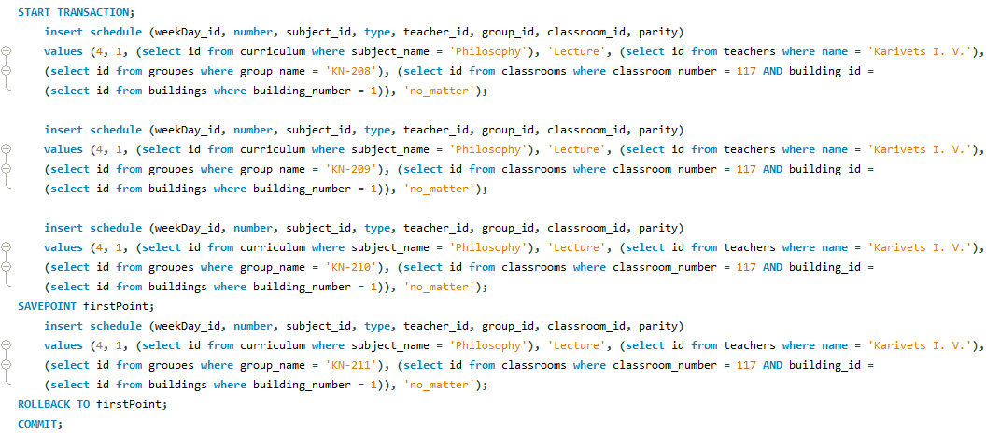 START TRANSACTION;
insert schedule (weekDay_id, number, subject_id, type, teacher_id, group_id, classroom_id, parity)
values (4, 1, (select id from curriculum where subject_name = 'Philosophy'), 'Lecture', (select id from teachers where name = 'Karivets I. V.'),
(select id from groupes where group_name = 'KN-208'), (select id from classrooms where classroom_number = 117 AND building_id =
(select id from buildings where building_number = 1)), 'no_matter');
insert schedule (weekDay_id, number, subject_id, type, teacher_id, group_id, classroom_id, parity)
values (4, 1, (select id from curriculum where subject_name = 'Philosophy'), 'Lecture', (select id from teachers where name = 'Karivets I. V.'),
(select id from groupes where group_name = 'KN-209'), (select id from classrooms where classroom_number = 117 AND building_id =
(select id from buildings where building_number = 1)), 'no_matter');
insert schedule (weekDay_id, number, subject_id, type, teacher_id, group_id, classroom_id, parity)
values (4, 1, (select id from curriculum where subject_name = 'Philosophy'), 'Lecture', (select id from teachers where name = 'Karivets I. V.'),
(select id from groupes where group_name = 'KN-210'), (select id from classrooms where classroom_number = 117 AND building_id =
(select id from buildings where building_number = 1)), 'no_matter');
SAVEPOINT firstPoint;
insert schedule (weekDay_id, number, subject_id, type, teacher_id, group_id, classroom_id, parity)
values (4, 1, (select id from curriculum where subject_name = 'Philosophy'), 'Lecture', (select id from teachers where name = 'Karivets I. V.'),
(select id from groupes where group_name = 'KN-211'), (select id from classrooms where classroom_number = 117 AND building_id =
(select id from buildings where building_number = 1)), 'no_matter');
ROLLBACK TO firstPoint;
COMMIT;